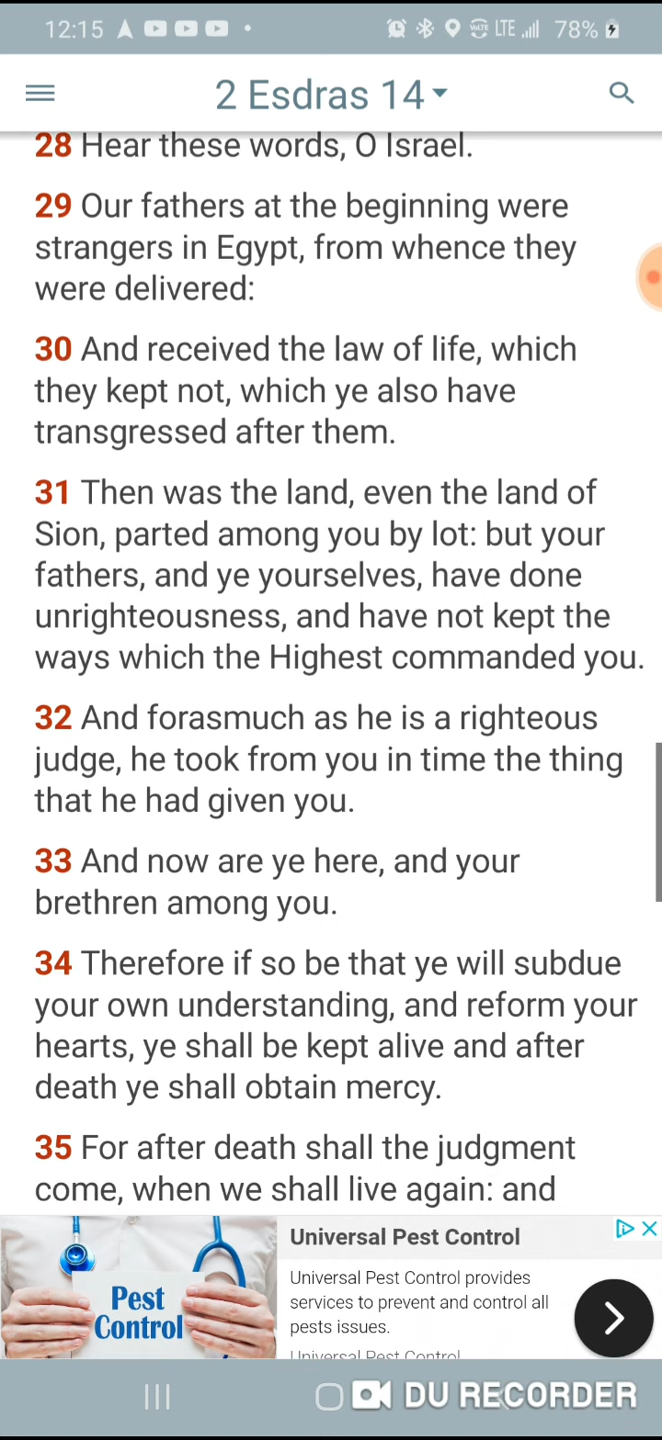 12:15
LTE 78%
2 Esdras 14
28 Hear these words, O Israel.
29 Our fathers at the beginning were
strangers in Egypt, from whence they
were delivered:
30 And received the law of life, which
they kept not, which ye also have
transgressed after them.
31 Then was the land, even the land of
Sion, parted among you by lot: but your
fathers, and ye yourselves, have done
unrighteousness, and have not kept the
ways which the Highest commanded you.
32 And forasmuch as he is a righteous
judge, he took from you in time the thing
that he had given you.
33 And now are ye here, and your
brethren among you.
34 Therefore if so be that ye will subdue
your own understanding, and reform your
hearts, ye shall be kept alive and after
death ye shall obtain mercy.
35 For after death shall the judgment
come, when we shall live again: and
Pest
Control
Universal Pest Control
Universal Pest Control provides
services to prevent and control all
pests issues.
Universal Pest Control
DU RECORDER